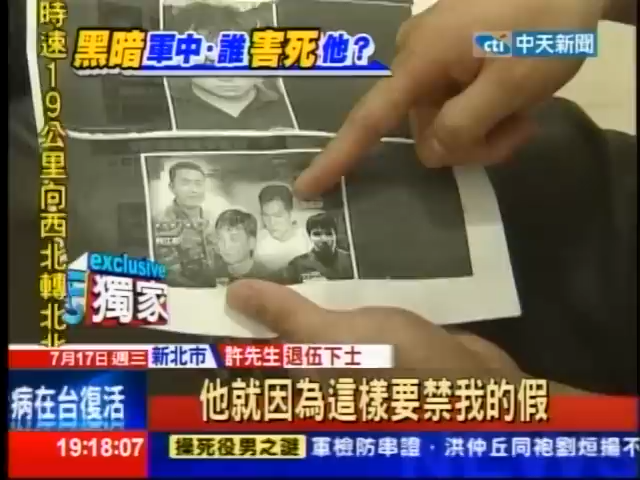 時速19公里向西北轉北北
黑暗軍中·誰害死他?
cti 中天新聞
exclusive
獨家
7月17日 週三 新北市 許先生 退伍下士
病在台復活
他就因為這樣要禁我的假
19:18:07
操死役男之謎 軍檢防串證．洪仲丘同袍劉烜揚不